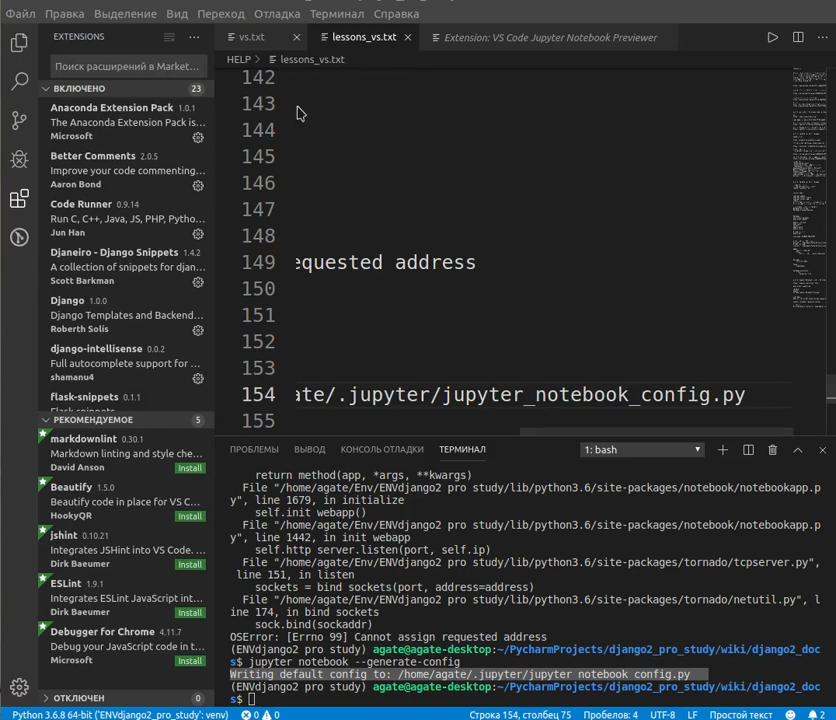 Файл Правка Выделение Вид Переход Отладка Терминал Справка
EXTENSIONS
Поиск расширений в Market...
ВКЛЮЧЕНО 23
Anaconda Extension Pack 1.0.1
The Anaconda Extension Pack is...
Microsoft
Better Comments 2.0.5
Improve your code commenting...
Aaron Bond
Code Runner 0.9.14
Run C, C++, Java, JS, PHP, Pytho...
Jun Han
Djaneiro - Django Snippets 1.4.2
A collection of snippets for djan...
Scott Barkman
Django 1.0.0
Django Templates and Backend...
Roberth Solís
django-intellisense 0.0.2
Full autocomplete support for ...
shamanu4
flask-snippets 0.1.1
РЕКОМЕНДУЕМОЕ 5
markdownlint 0.30.1
Markdown linting and style che...
David Anson Install
Beautify 1.5.0
Beautify code in place for VS C...
HookyQR Install
jshint 0.10.21
Integrates JSHint into VS Code. ...
Dirk Baeumer Install
ESLint 1.9.1
Integrates ESLint JavaScript int...
Dirk Baeumer Install
Debugger for Chrome 4.11.7
Debug your JavaScript code in t...
Microsoft Install
ОТКЛЮЧЕН 0
vs.txt lessons_vs.txt Extension: VS Code Jupyter Notebook Previewer
HELP > lessons_vs.txt
142
143
144
145
146
147
148
149 equested address
150
151
152
153
154 ate/.jupyter/jupyter_notebook_config.py
155
ПРОБЛЕМЫ ВЫВОД КОНСОЛЬ ОТЛАДКИ ТЕРМИНАЛ 1: bash
return method(app, *args, **kwargs)
File "/home/agate/Env/ENVdjango2 pro study/lib/python3.6/site-packages/notebook/notebookapp.p
y", line 1679, in initialize
self.init webapp()
File "/home/agate/Env/ENVdjango2 pro study/lib/python3.6/site-packages/notebook/notebookapp.p
y", line 1442, in init webapp
self.http server.listen(port, self.ip)
File "/home/agate/Env/ENVdjango2 pro study/lib/python3.6/site-packages/tornado/tcpserver.py",
line 151, in listen
sockets = bind sockets(port, address=address)
File "/home/agate/Env/ENVdjango2 pro study/lib/python3.6/site-packages/tornado/netutil.py", l
ine 174, in bind sockets
sock.bind(sockaddr)
OSError: [Errno 99] Cannot assign requested address
(ENVdjango2 pro study) agate@agate-desktop:~/PycharmProjects/django2_pro_study/wiki/django2_doc
s$ jupyter notebook --generate-config
Writing default config to: /home/agate/.jupyter/jupyter notebook config.py
(ENVdjango2 pro study) agate@agate-desktop:~/PycharmProjects/django2_pro_study/wiki/django2_doc
s$
Python 3.6.8 64-bit ('ENVdjango2_pro_study': venv) 0 0 Строка 154, столбец 75 Пробелов: 4 UTF-8 LF Простой текст 2